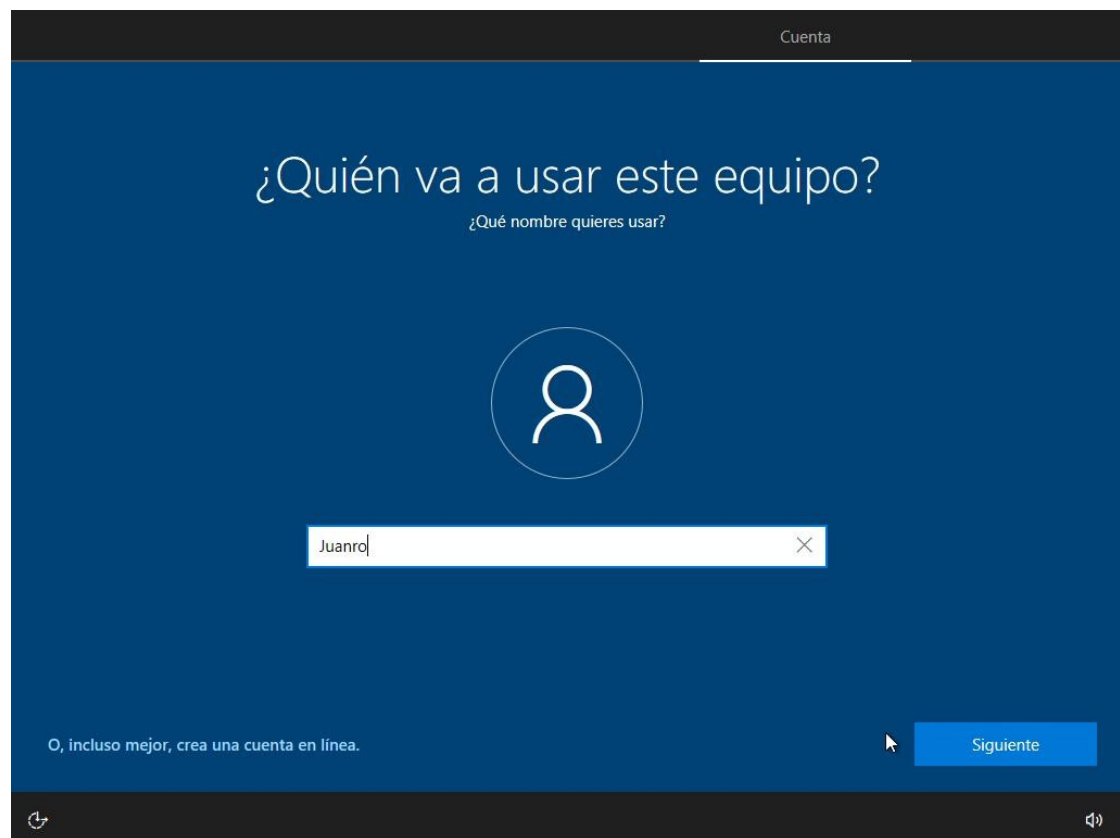 Cuenta
¿Quién va a usar este equipo?
¿Qué nombre quieres usar?
Juanro
O, incluso mejor, crea una cuenta en línea.
Siguiente